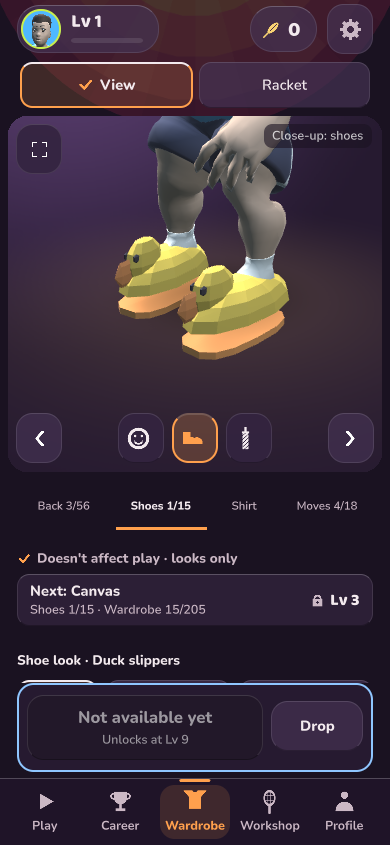 Lv 1
0
View
Racket
Close-up: shoes
Back 3/56
Shoes 1/15
Shirt
Moves 4/18
Doesn't affect play · looks only
Next: Canvas
Shoes 1/15 · Wardrobe 15/205
Lv 3
Shoe look · Duck slippers
Not available yet
Unlocks at Lv 9
Drop
Play
Career
Wardrobe
Workshop
Profile